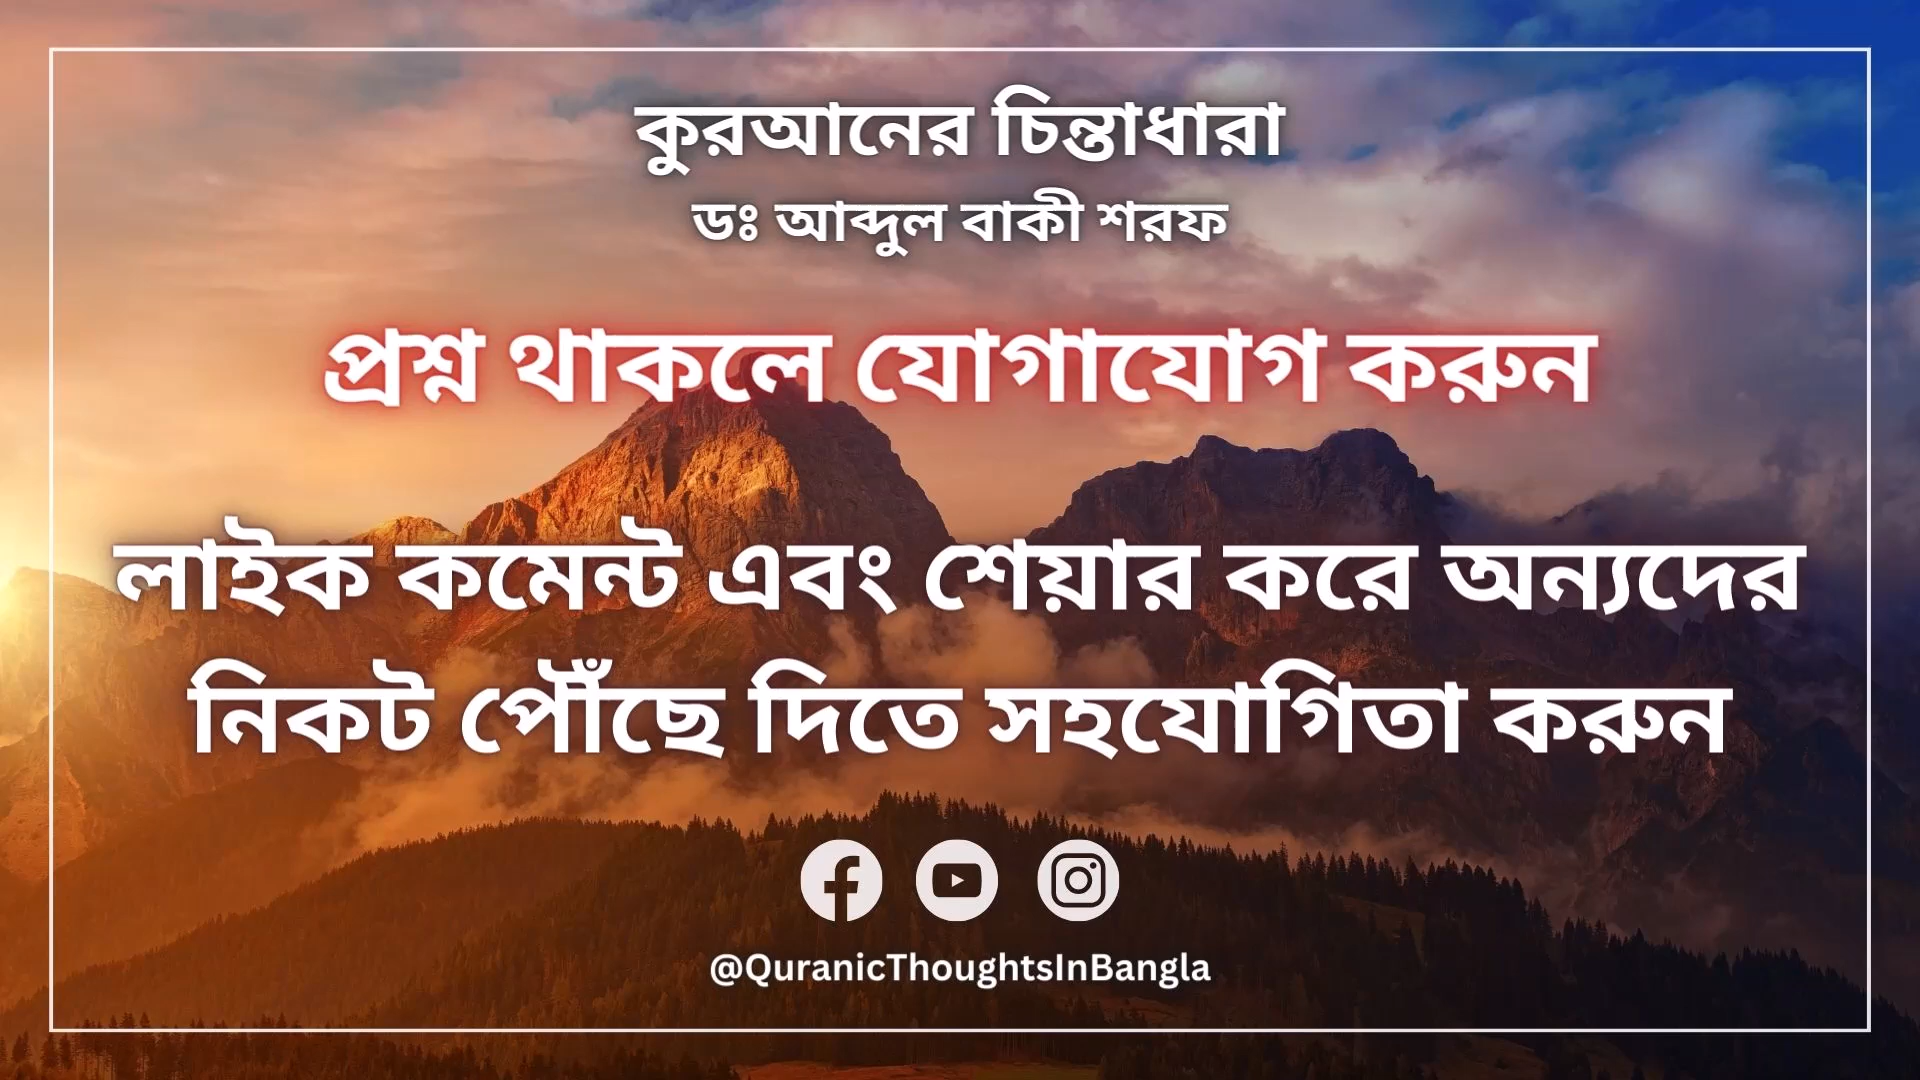 কুরআনের চিন্তাধারা
ডঃ আব্দুল বাকী শরফ
প্রশ্ন থাকলে যোগাযোগ করুন
লাইক কমেন্ট এবং শেয়ার করে অন্যদের
নিকট পৌঁছে দিতে সহযোগিতা করুন
@QuranicThoughtsInBangla